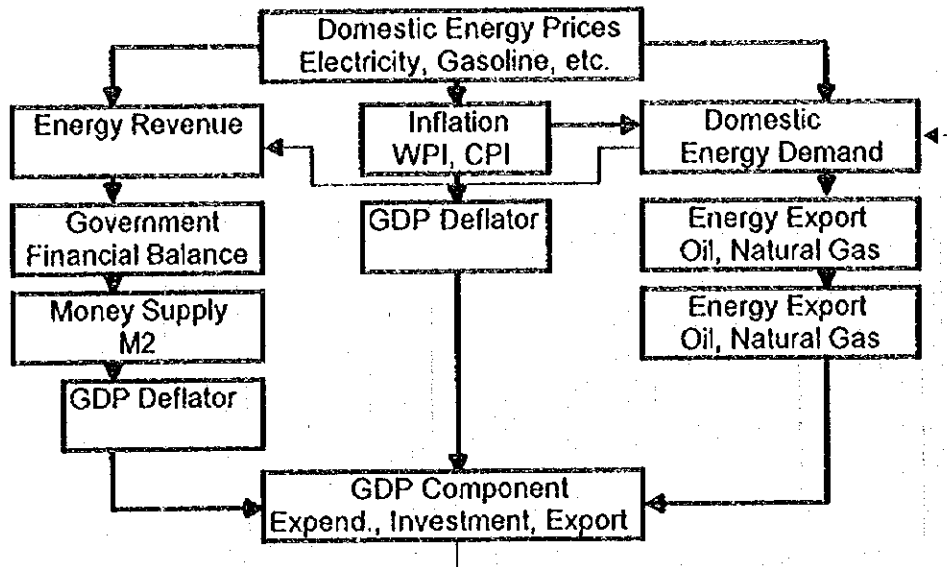 Domestic Energy Prices
Electricity, Gasoline, etc.
Energy Revenue
Inflation
WPI, CPI
Domestic
Energy Demand
Government
Financial Balance
GDP Deflator
Energy Export
Oil, Natural Gas
Money Supply
M2
Energy Export
Oil, Natural Gas
GDP Deflator
GDP Component
Expend., Investment, Export